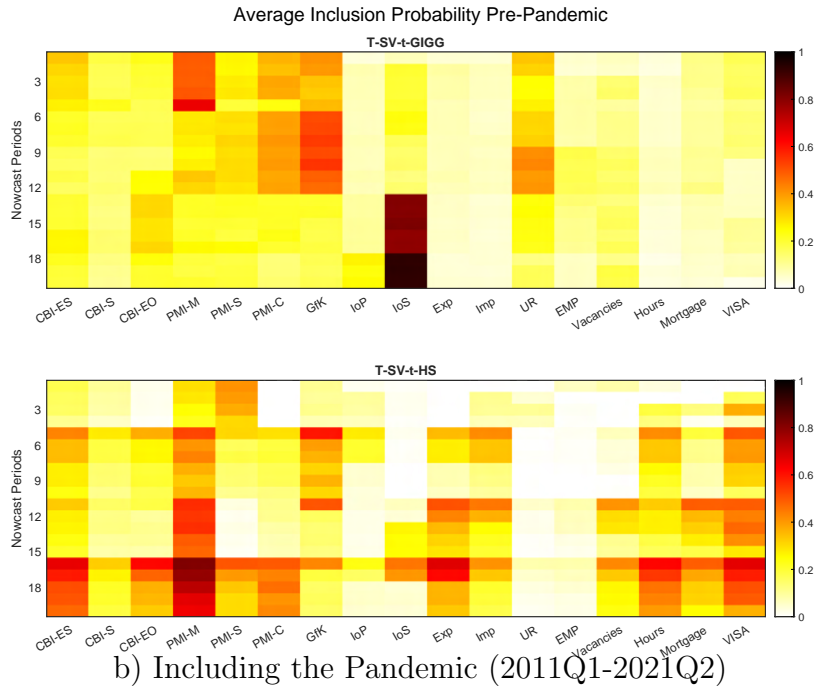 Average Inclusion Probability Pre-Pandemic
T-SV-t-GIGG
Nowcast Periods
3
6
9
12
15
18
CBI-ES
CBI-S
CBI-EO
PMI-M
PMI-S
PMI-C
GfK
IoP
IoS
Exp
Imp
UR
EMP
Vacancies
Hours
Mortgage
VISA
1
0.8
0.6
0.4
0.2
0
T-SV-t-HS
Nowcast Periods
3
6
9
12
15
18
CBI-ES
CBI-S
CBI-EO
PMI-M
PMI-S
PMI-C
GfK
IoP
IoS
Exp
Imp
UR
EMP
Vacancies
Hours
Mortgage
VISA
1
0.8
0.6
0.4
0.2
0
b) Including the Pandemic (2011Q1-2021Q2)